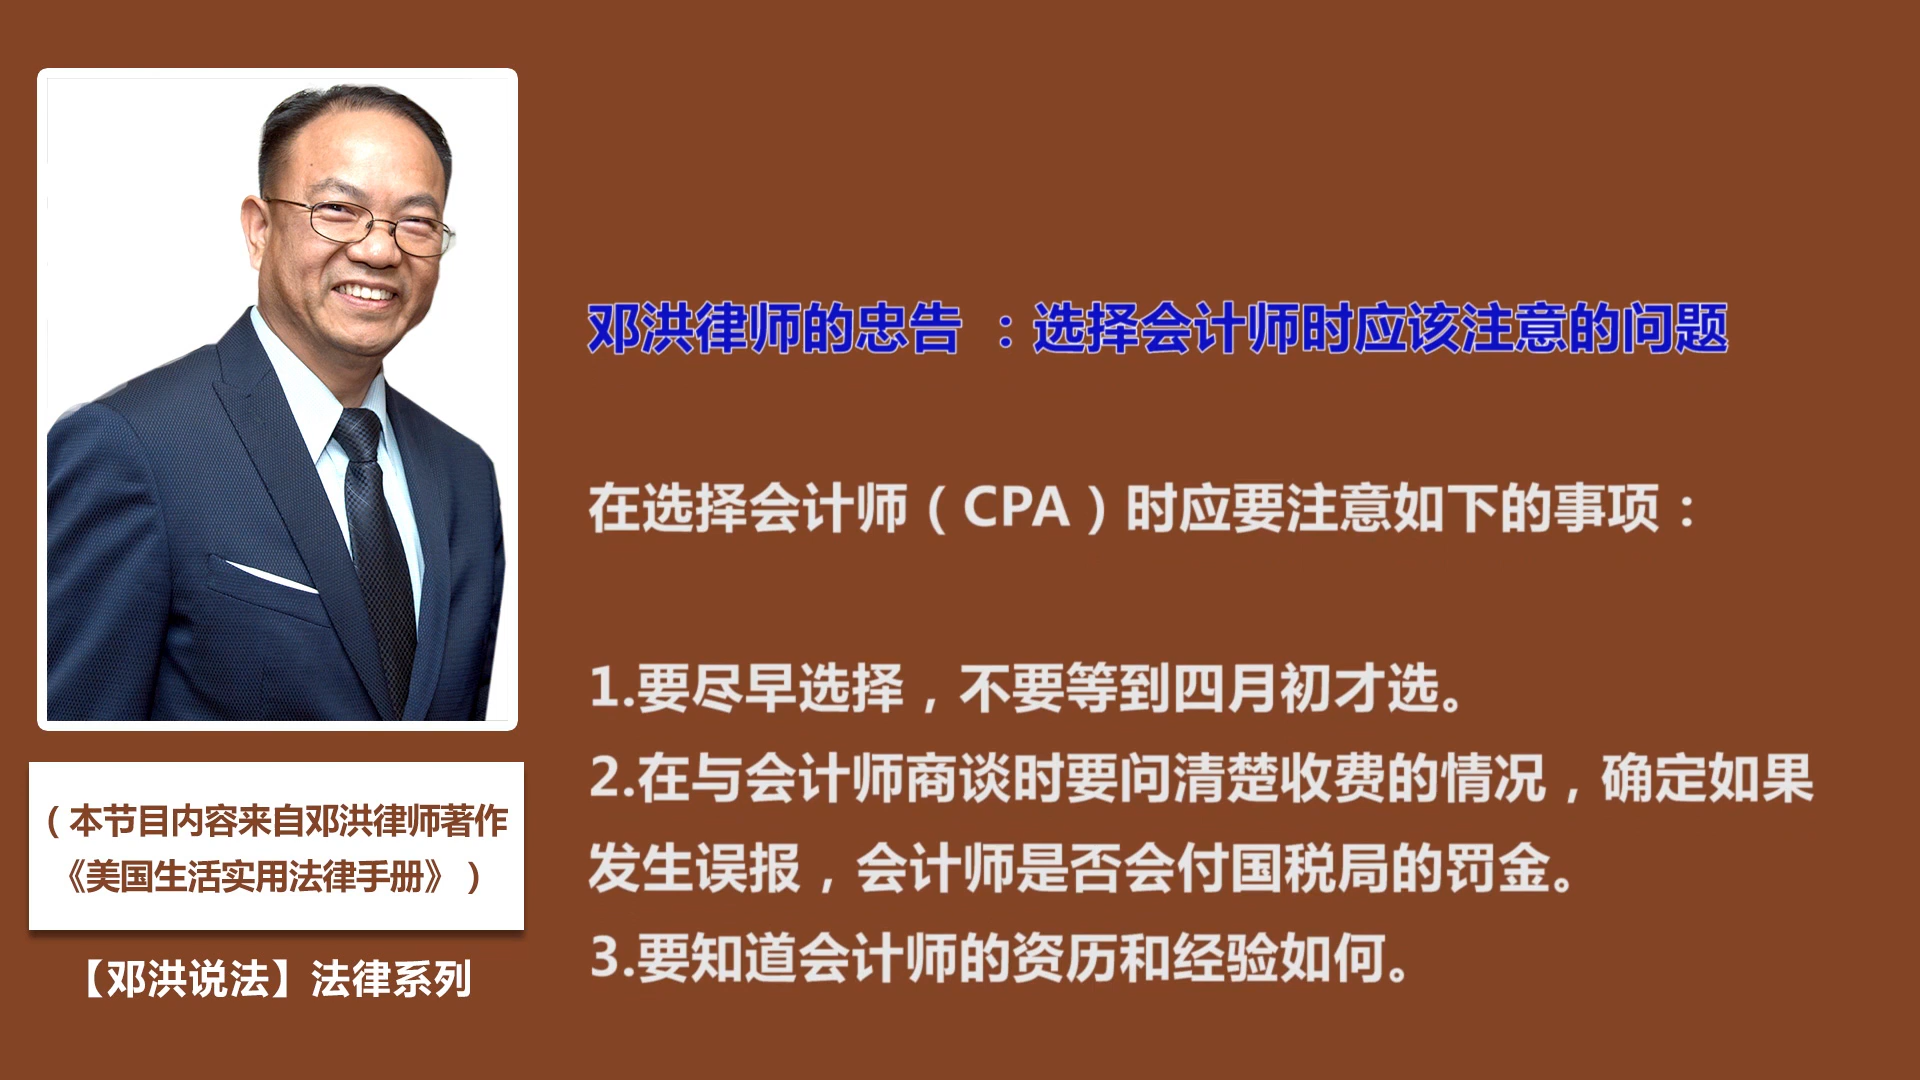 邓洪律师的忠告 ：选择会计师时应该注意的问题
在选择会计师（CPA）时应要注意如下的事项：
1.要尽早选择，不要等到四月初才选。
2.在与会计师商谈时要问清楚收费的情况，确定如果
发生误报，会计师是否会付国税局的罚金。
3.要知道会计师的资历和经验如何。
（本节目内容来自邓洪律师著作
《美国生活实用法律手册》）
【邓洪说法】法律系列